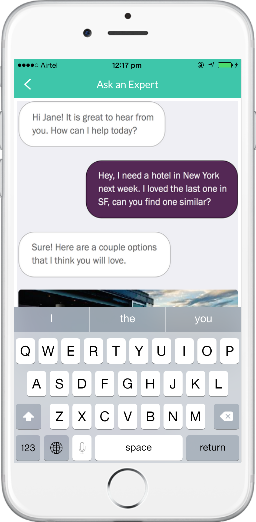 Airtel 12:17 pm
Ask an Expert
Hi Jane! It is great to hear from
you. How can I help today?
Hey, I need a hotel in New York
next week. I loved the last one in
SF, can you find one similar?
Sure! Here are a couple options
that I think you will love.
I the you
Q W E R T Y U I O P
A S D F G H J K L
Z X C V B N M
123 space return